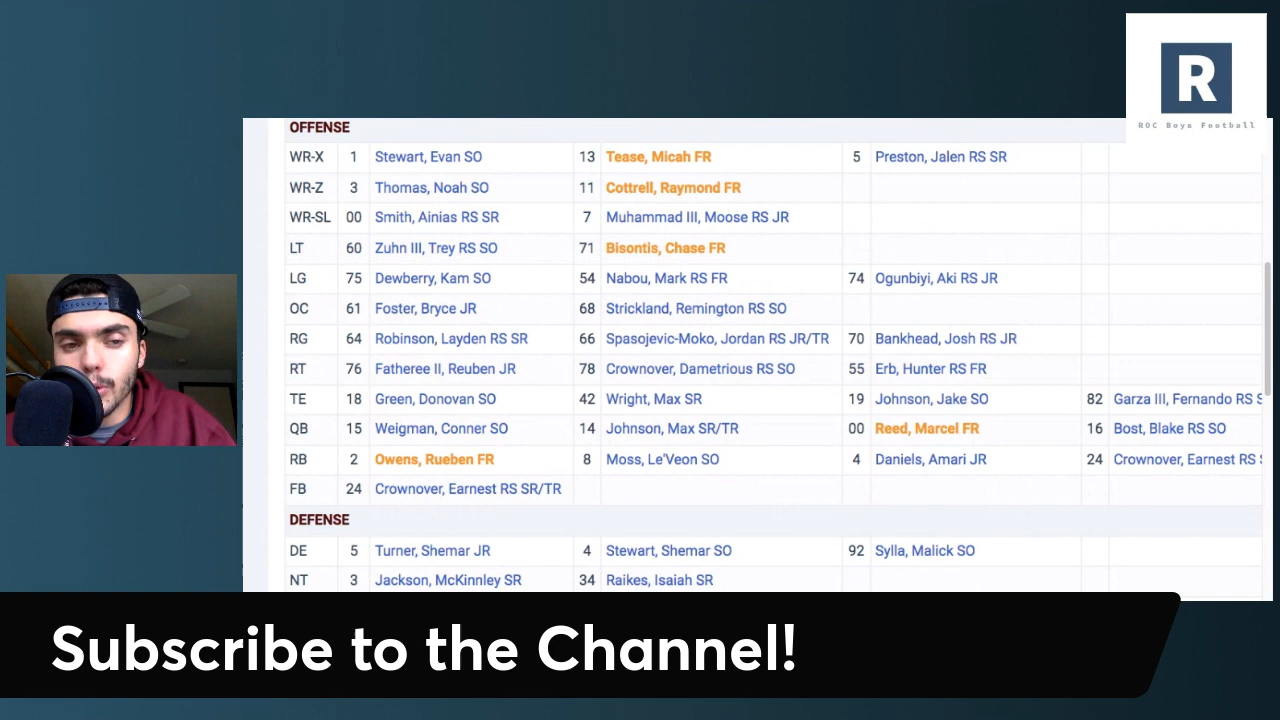 R
ROC Boys Football
OFFENSE
WR-X 1 Stewart, Evan SO 13 Tease, Micah FR 5 Preston, Jalen RS SR
WR-Z 3 Thomas, Noah SO 11 Cottrell, Raymond FR
WR-SL 00 Smith, Ainias RS SR 7 Muhammad III, Moose RS JR
LT 60 Zuhn III, Trey RS SO 71 Bisontis, Chase FR
LG 75 Dewberry, Kam SO 54 Nabou, Mark RS FR 74 Ogunbiyi, Aki RS JR
OC 61 Foster, Bryce JR 68 Strickland, Remington RS SO
RG 64 Robinson, Layden RS SR 66 Spasojevic-Moko, Jordan RS JR/TR 70 Bankhead, Josh RS JR
RT 76 Fatheree II, Reuben JR 78 Crownover, Dametrious RS SO 55 Erb, Hunter RS FR
TE 18 Green, Donovan SO 42 Wright, Max SR 19 Johnson, Jake SO 82 Garza III, Fernando RS
QB 15 Weigman, Conner SO 14 Johnson, Max SR/TR 00 Reed, Marcel FR 16 Bost, Blake RS SO
RB 2 Owens, Rueben FR 8 Moss, Le'Veon SO 4 Daniels, Amari JR 24 Crownover, Earnest RS
FB 24 Crownover, Earnest RS SR/TR
DEFENSE
DE 5 Turner, Shemar JR 4 Stewart, Shemar SO 92 Sylla, Malick SO
NT 3 Jackson, McKinnley SR 34 Raikes, Isaiah SR
Subscribe to the Channel!